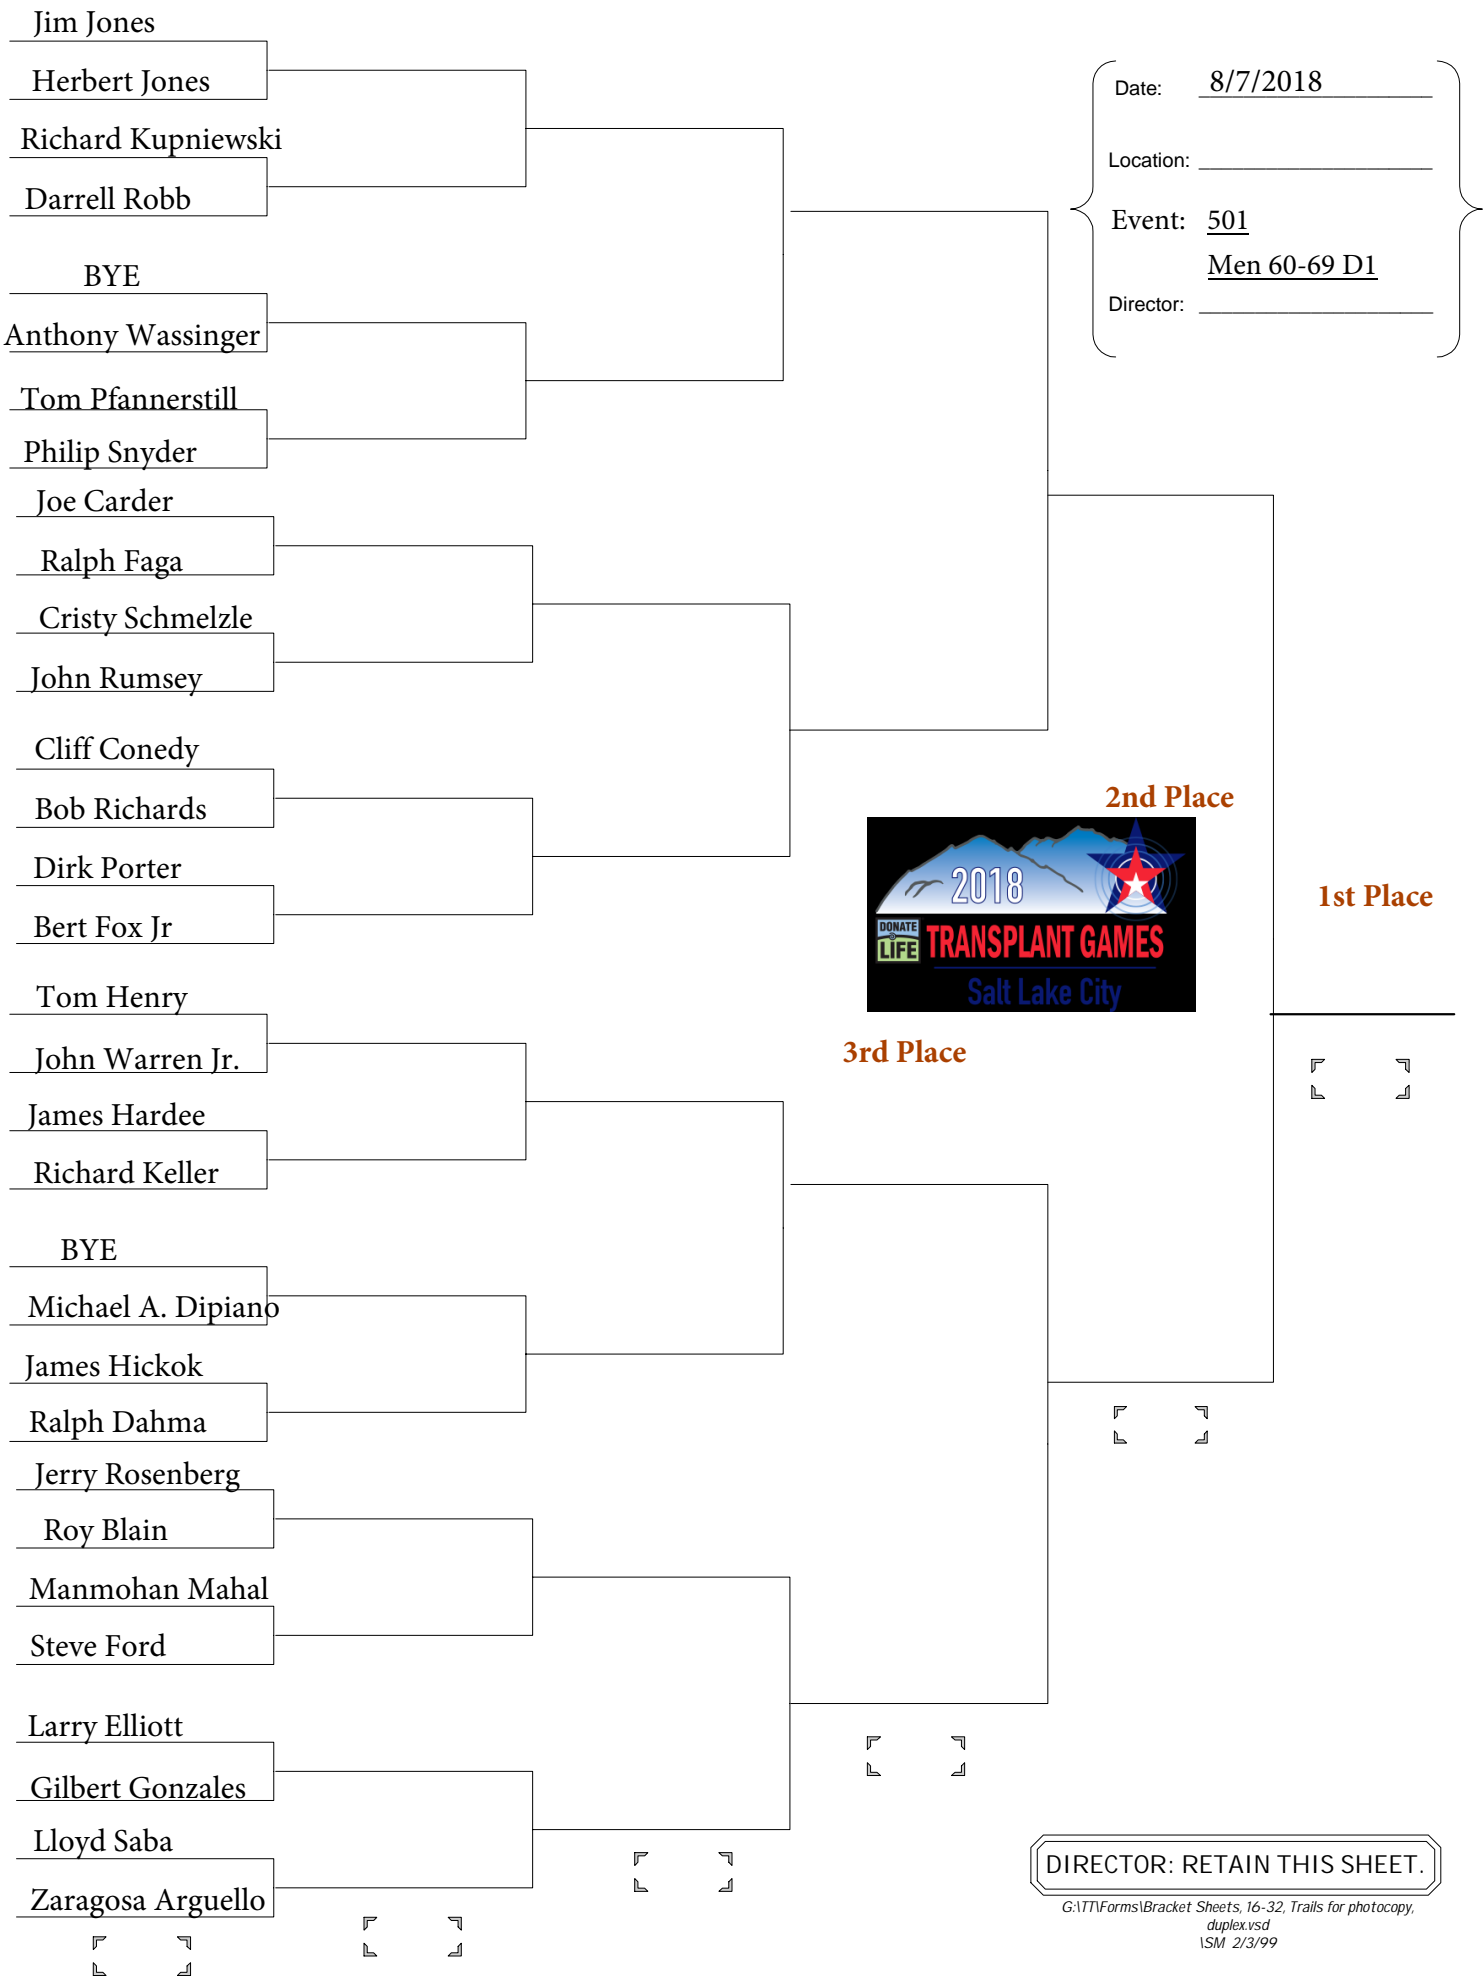 Jim Jones
Herbert Jones
Richard Kupniewski
Darrell Robb
BYE
Anthony Wassinger
Tom Pfannerstill
Philip Snyder
Joe Carder
Ralph Faga
Cristy Schmelzle
John Rumsey
Cliff Conedy
Bob Richards
Dirk Porter
Bert Fox Jr
Tom Henry
John Warren Jr.
James Hardee
Richard Keller
BYE
Michael A. Dipiano
James Hickok
Ralph Dahma
Jerry Rosenberg
Roy Blain
Manmohan Mahal
Steve Ford
Larry Elliott
Gilbert Gonzales
Lloyd Saba
Zaragosa Arguello
Date: 8/7/2018
Location:
Event: 501
Men 60-69 D1
Director:
2nd Place
2018
DONATE LIFE
TRANSPLANT GAMES
Salt Lake City
1st Place
3rd Place
DIRECTOR: RETAIN THIS SHEET.
G:\TT\Forms\Bracket Sheets, 16-32, Trails for photocopy,
duplex.vsd
\SM 2/3/99